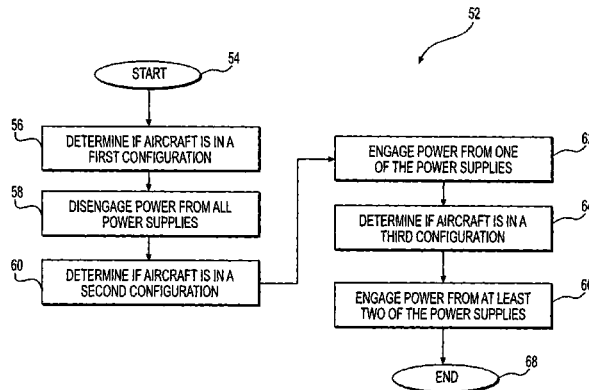 52
START
54
56
DETERMINE IF AIRCRAFT IS IN A
FIRST CONFIGURATION
58
DISENGAGE POWER FROM ALL
POWER SUPPLIES
60
DETERMINE IF AIRCRAFT IS IN A
SECOND CONFIGURATION
ENGAGE POWER FROM ONE
OF THE POWER SUPPLIES
DETERMINE IF AIRCRAFT IS IN A
THIRD CONFIGURATION
ENGAGE POWER FROM AT LEAST
TWO OF THE POWER SUPPLIES
END
68